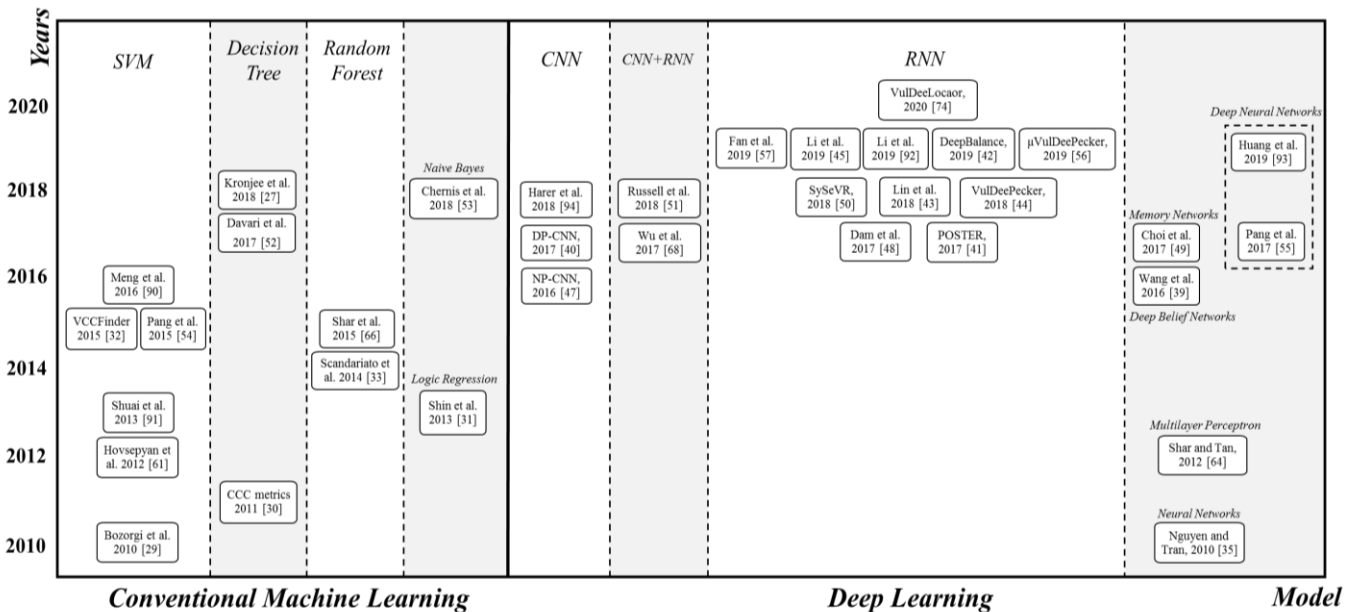 Years
2020
2018
2016
2014
2012
2010
SVM
Meng et al.
2016 [90]
VCCFinder
2015 [32]
Pang et al.
2015 [54]
Shuai et al.
2013 [91]
Hovsepyan et
al. 2012 [61]
Bozorgi et al.
2010 [29]
Decision
Tree
Kronjee et al.
2018 [27]
Davari et al.
2017 [52]
CCC metrics
2011 [30]
Random
Forest
Shar et al.
2015 [66]
Scandariato et
al. 2014 [33]
Naive Bayes
Chernis et al.
2018 [53]
Logic Regression
Shin et al.
2013 [31]
CNN
Harer et al.
2018 [94]
DP-CNN,
2017 [40]
NP-CNN,
2016 [47]
CNN+RNN
Russell et al.
2018 [51]
Wu et al.
2017 [68]
RNN
VulDeeLocaor,
2020 [74]
Fan et al.
2019 [57]
Li et al.
2019 [45]
Li et al.
2019 [92]
DeepBalance,
2019 [42]
μVulDeePecker,
2019 [56]
SySeVR,
2018 [50]
Lin et al.
2018 [43]
VulDeePecker,
2018 [44]
Dam et al.
2017 [48]
POSTER,
2017 [41]
Deep Neural Networks
Huang et al.
2019 [93]
Pang et al.
2017 [55]
Memory Networks
Choi et al.
2017 [49]
Wang et al.
2016 [39]
Deep Belief Networks
Multilayer Perceptron
Shar and Tan,
2012 [64]
Neural Networks
Nguyen and
Tran, 2010 [35]
Conventional Machine Learning
Deep Learning
Model